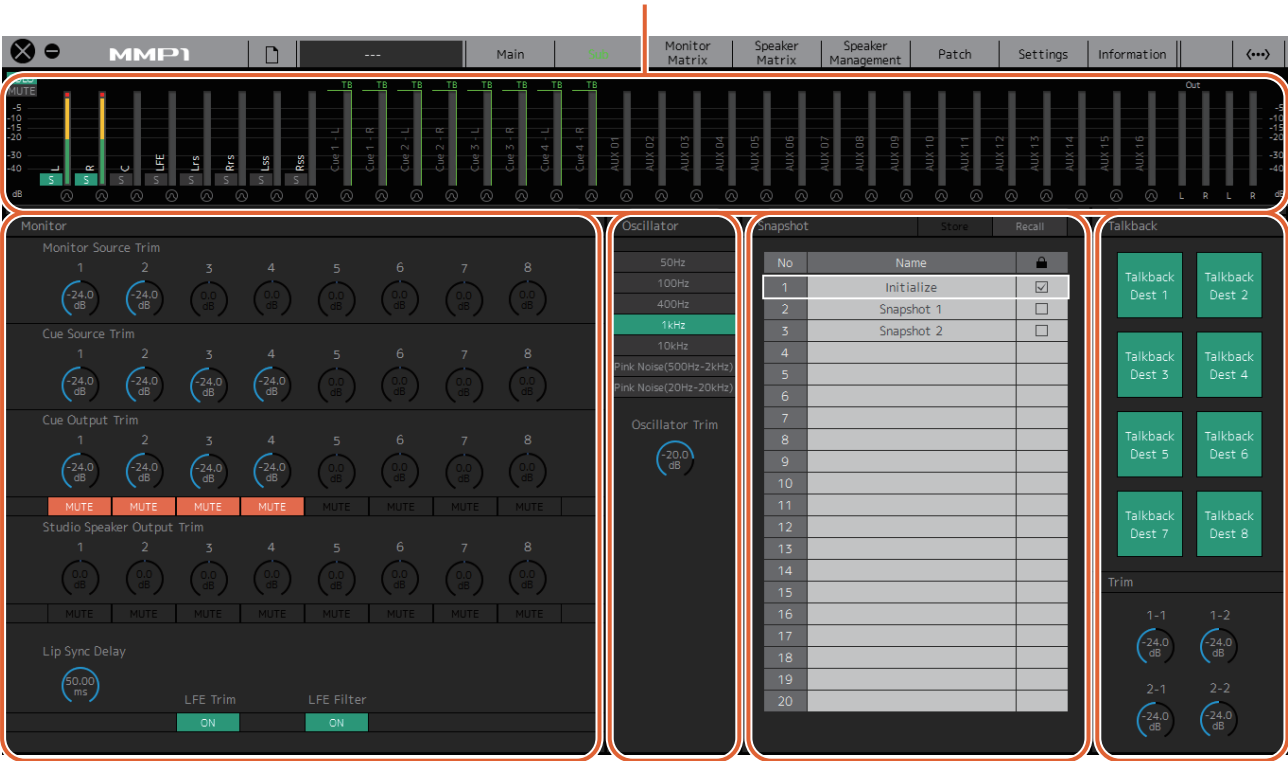 MMP1 --- Main Sub Monitor Matrix Speaker Matrix Speaker Management Patch Settings Information
MUTE TB TB TB TB TB TB TB TB Out
-5 -5
-10 -10
-15 -15
-20 -20
-30 -30
-40 -40
L R C LFE Lrs Rrs Lss Rss Cue 1 - L Cue 1 - R Cue 2 - L Cue 2 - R Cue 3 - L Cue 3 - R Cue 4 - L Cue 4 - R AUX 01 AUX 02 AUX 03 AUX 04 AUX 05 AUX 06 AUX 07 AUX 08 AUX 09 AUX 10 AUX 11 AUX 12 AUX 13 AUX 14 AUX 15 AUX 16
S S S S S S S S
dB L R L R dB
Monitor
Monitor Source Trim
1 2 3 4 5 6 7 8
-24.0 dB -24.0 dB 0.0 dB 0.0 dB 0.0 dB 0.0 dB 0.0 dB 0.0 dB
Cue Source Trim
1 2 3 4 5 6 7 8
-24.0 dB -24.0 dB -24.0 dB -24.0 dB 0.0 dB 0.0 dB 0.0 dB 0.0 dB
Cue Output Trim
1 2 3 4 5 6 7 8
-24.0 dB -24.0 dB -24.0 dB -24.0 dB 0.0 dB 0.0 dB 0.0 dB 0.0 dB
MUTE MUTE MUTE MUTE MUTE MUTE MUTE MUTE
Studio Speaker Output Trim
1 2 3 4 5 6 7 8
0.0 dB 0.0 dB 0.0 dB 0.0 dB 0.0 dB 0.0 dB 0.0 dB 0.0 dB
MUTE MUTE MUTE MUTE MUTE MUTE MUTE MUTE
Lip Sync Delay
50.00 ms
LFE Trim LFE Filter
ON ON
Oscillator
50Hz
100Hz
400Hz
1kHz
10kHz
Pink Noise(500Hz-2kHz)
Pink Noise(20Hz-20kHz)
Oscillator Trim
-20.0 dB
Snapshot Store Recall
No Name
1 Initialize
2 Snapshot 1
3 Snapshot 2
4
5
6
7
8
9
10
11
12
13
14
15
16
17
18
19
20
Talkback
Talkback Dest 1 Talkback Dest 2
Talkback Dest 3 Talkback Dest 4
Talkback Dest 5 Talkback Dest 6
Talkback Dest 7 Talkback Dest 8
Trim
1-1 1-2
-24.0 dB -24.0 dB
2-1 2-2
-24.0 dB -24.0 dB